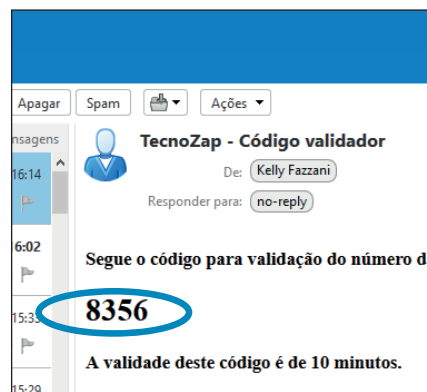 Apagar Spam Ações
nsagens
TecnoZap - Código validador
16:14
De: Kelly Fazzani
Responder para: no-reply
6:02
Segue o código para validação do número d
15:33
8356
A validade deste código é de 10 minutos.
15:29